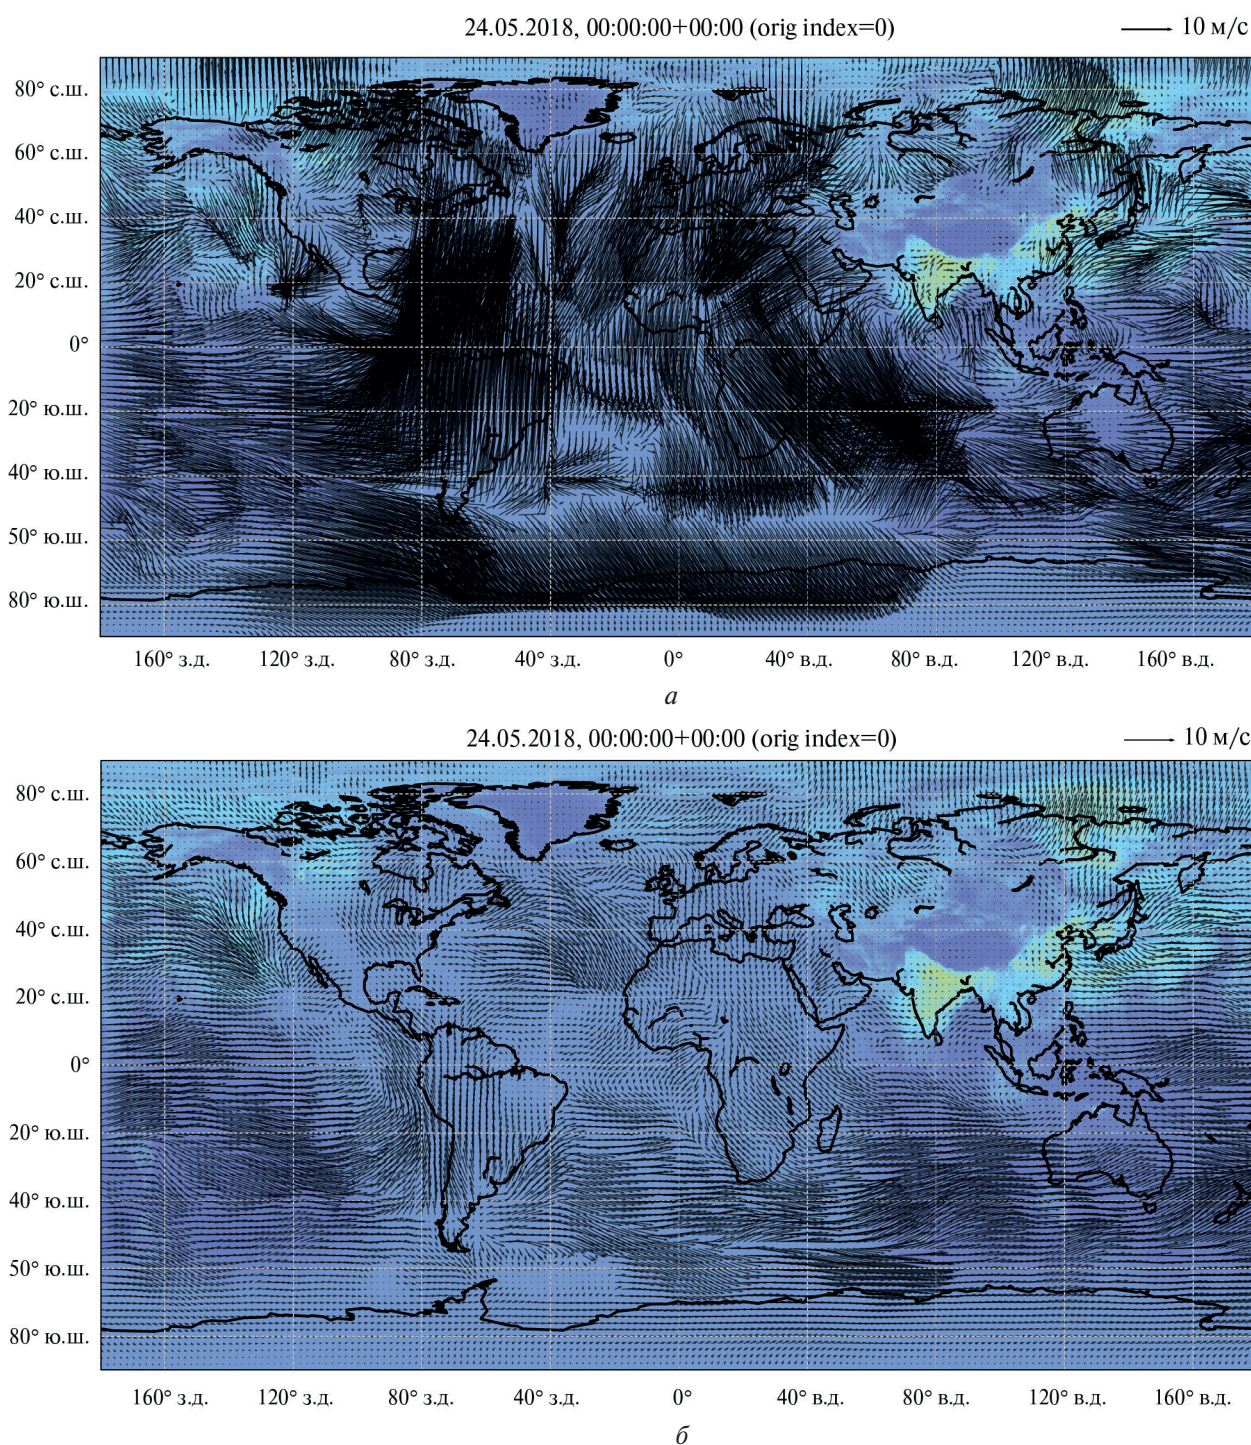 24.05.2018, 00:00:00+00:00 (orig index=0)
10 м/с
80° с.ш.
60° с.ш.
40° с.ш.
20° с.ш.
0°
20° ю.ш.
40° ю.ш.
50° ю.ш.
80° ю.ш.
160° з.д. 120° з.д. 80° з.д. 40° з.д. 0° 40° в.д. 80° в.д. 120° в.д. 160° в.д.
а
24.05.2018, 00:00:00+00:00 (orig index=0)
10 м/с
80° с.ш.
60° с.ш.
40° с.ш.
20° с.ш.
0°
20° ю.ш.
40° ю.ш.
50° ю.ш.
80° ю.ш.
160° з.д. 120° з.д. 80° з.д. 40° з.д. 0° 40° в.д. 80° в.д. 120° в.д. 160° в.д.
б